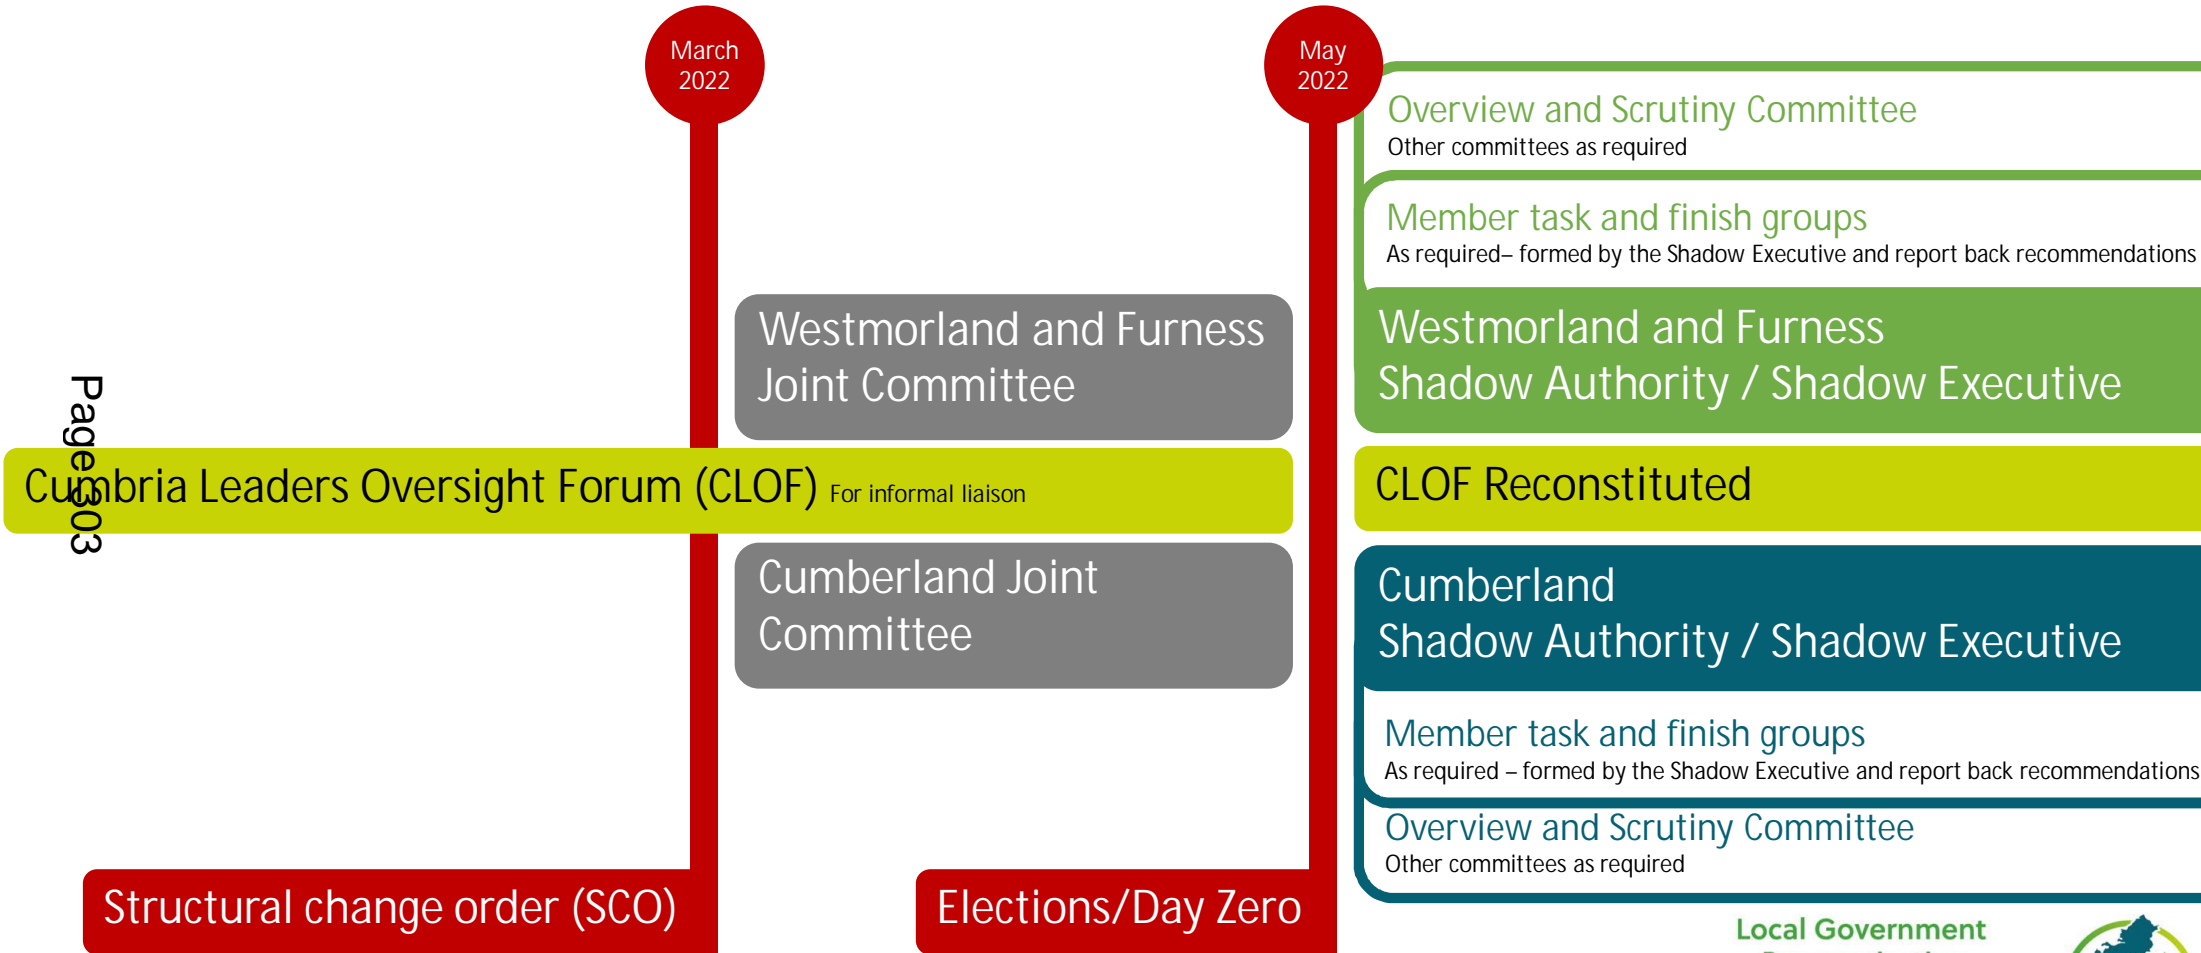 March
2022
May
2022
Overview and Scrutiny Committee
Other committees as required
Member task and finish groups
As required– formed by the Shadow Executive and report back recommendations
Westmorland and Furness
Joint Committee
Westmorland and Furness
Shadow Authority / Shadow Executive
Page 303
Cumbria Leaders Oversight Forum (CLOF) For informal liaison
CLOF Reconstituted
Cumberland Joint
Committee
Cumberland
Shadow Authority / Shadow Executive
Member task and finish groups
As required – formed by the Shadow Executive and report back recommendations
Overview and Scrutiny Committee
Other committees as required
Structural change order (SCO)
Elections/Day Zero
Local Government